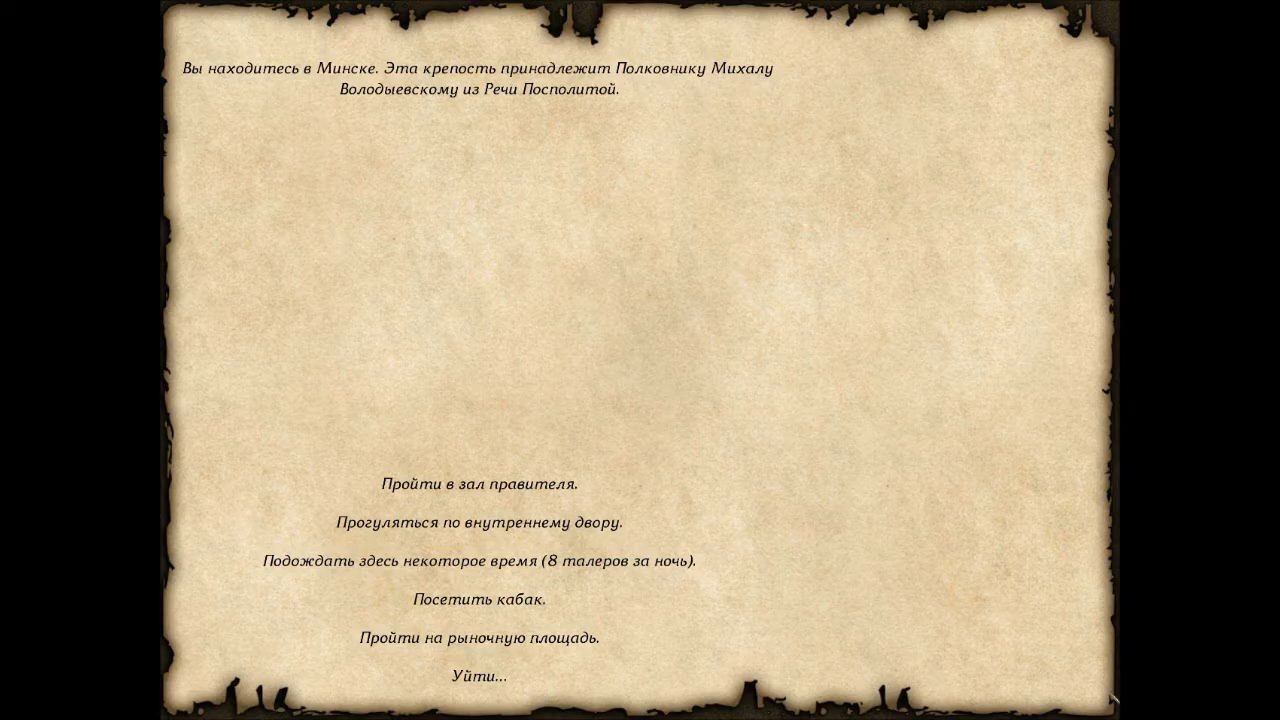 Вы находитесь в Минске. Эта крепость принадлежит Полковнику Михалу
Володыевскому из Речи Посполитой.
Пройти в зал правителя.
Прогуляться по внутреннему двору.
Подождать здесь некоторое время (8 талеров за ночь).
Посетить кабак.
Пройти на рыночную площадь.
Уйти...